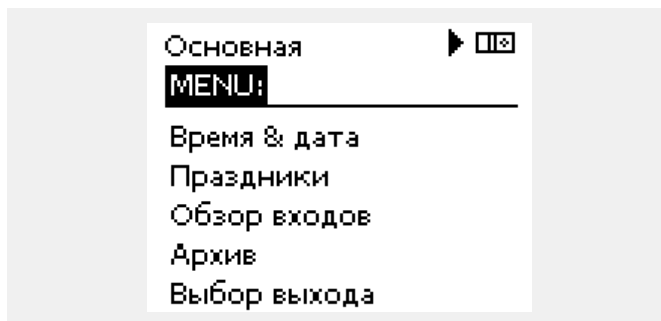 Основная
MENU:
Время & дата
Праздники
Обзор входов
Архив
Выбор выхода